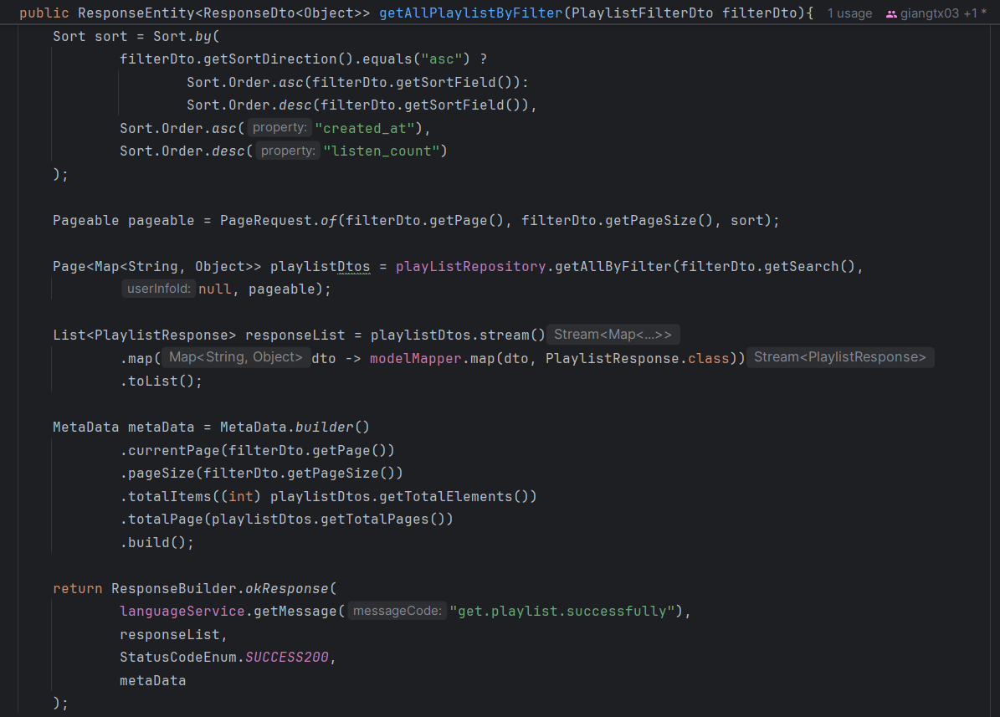 public ResponseEntity<ResponseDto<Object>> getAllPlaylistByFilter(PlaylistFilterDto filterDto){ 1 usage giangtx03 +1 *
Sort sort = Sort.by(
filterDto.getSortDirection().equals("asc") ?
Sort.Order.asc(filterDto.getSortField()):
Sort.Order.desc(filterDto.getSortField()),
Sort.Order.asc( property: "created_at"),
Sort.Order.desc( property: "listen_count")
);
Pageable pageable = PageRequest.of(filterDto.getPage(), filterDto.getPageSize(), sort);
Page<Map<String, Object>> playlistDtos = playListRepository.getAllByFilter(filterDto.getSearch(),
userInfoId: null, pageable);
List<PlaylistResponse> responseList = playlistDtos.stream() Stream<Map<...>>
.map( Map<String, Object> dto -> modelMapper.map(dto, PlaylistResponse.class)) Stream<PlaylistResponse>
.toList();
MetaData metaData = MetaData.builder()
.currentPage(filterDto.getPage())
.pageSize(filterDto.getPageSize())
.totalItems((int) playlistDtos.getTotalElements())
.totalPage(playlistDtos.getTotalPages())
.build();
return ResponseBuilder.okResponse(
languageService.getMessage( messageCode: "get.playlist.successfully"),
responseList,
StatusCodeEnum.SUCCESS200,
metaData
);